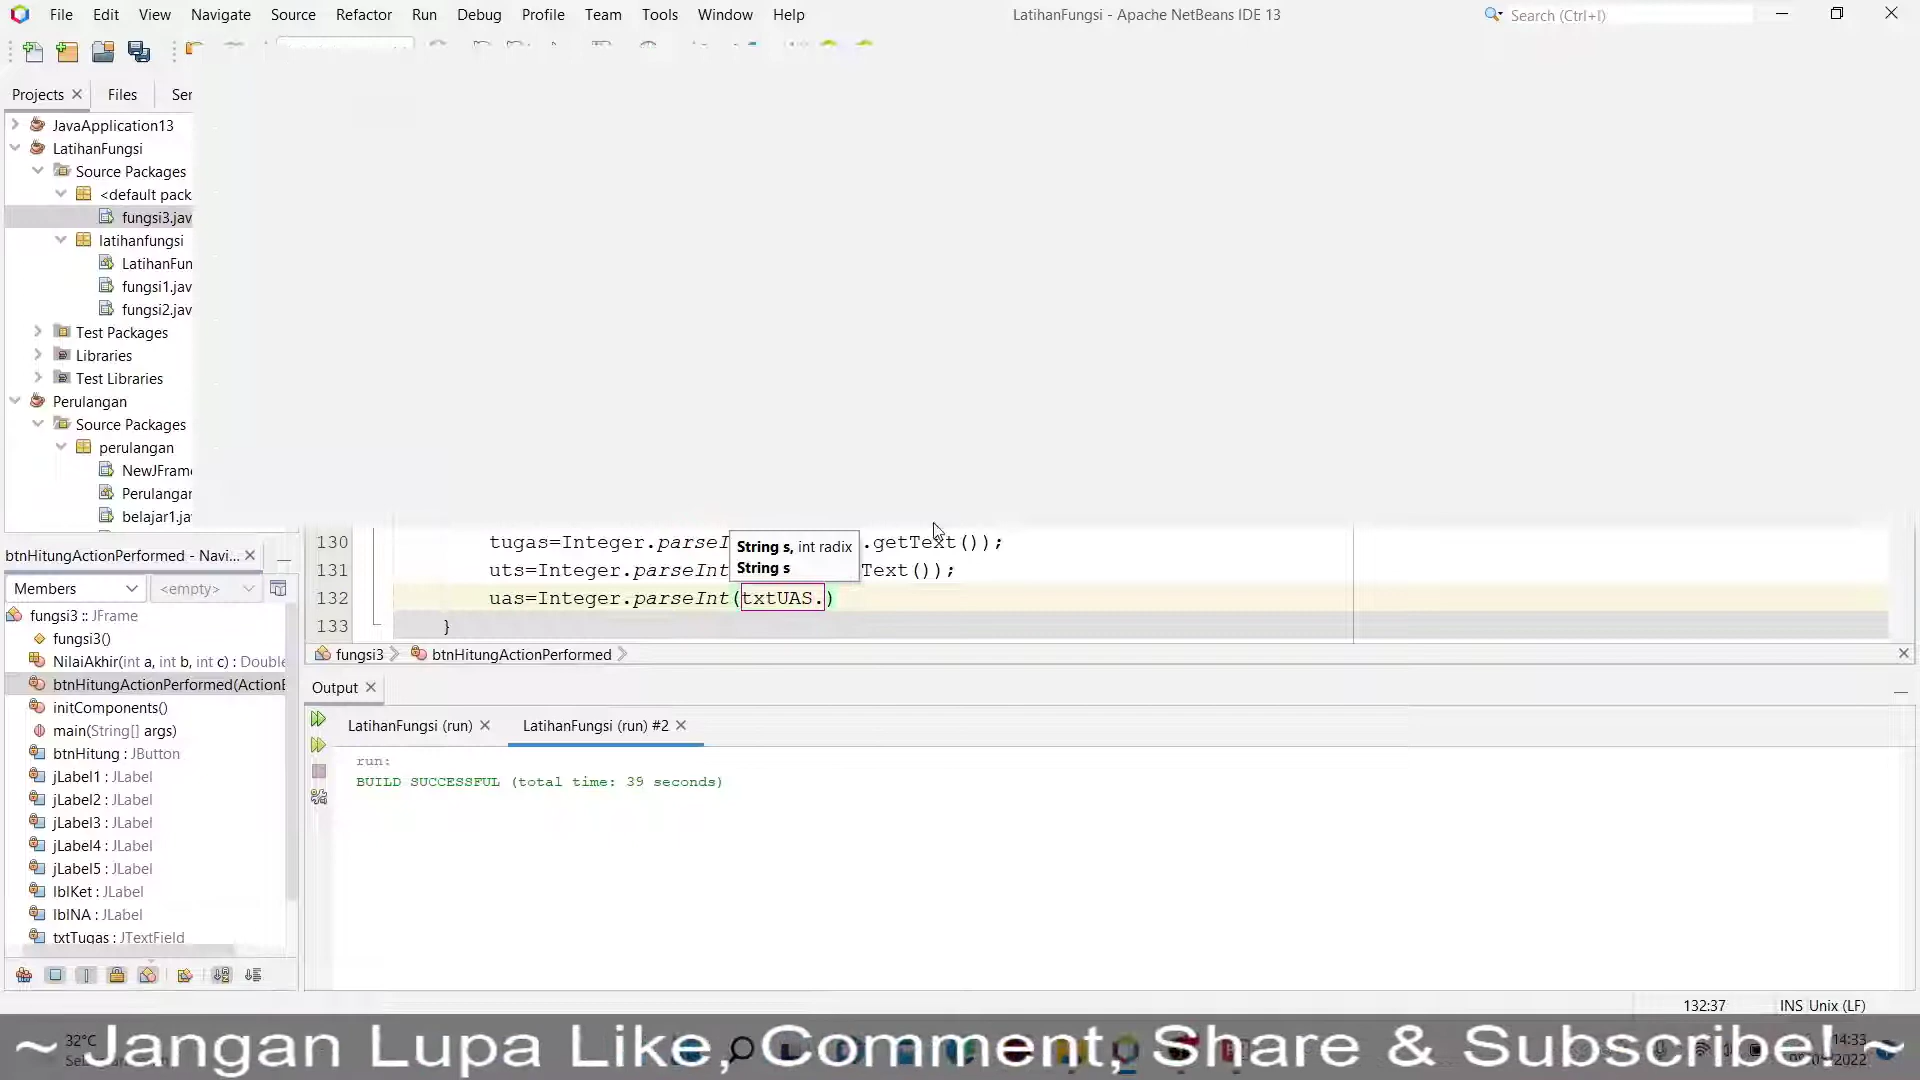 File Edit View Navigate Source Refactor Run Debug Profile Team Tools Window Help
LatihanFungsi - Apache NetBeans IDE 13
Search (Ctrl+I)
Projects Files Ser
JavaApplication13
LatihanFungsi
Source Packages
<default pack
fungsi3.jav
latihanfungsi
LatihanFun
fungsi1.jav
fungsi2.jav
Test Packages
Libraries
Test Libraries
Perulangan
Source Packages
perulangan
NewJFrame
Perulangan
belajar1.ja
130 tugas=Integer.parseI .getText());
131 uts=Integer.parseInt Text());
132 uas=Integer.parseInt(txtUAS.)
133 }
String s, int radix
String s
fungsi3 btnHitungActionPerformed
btnHitungActionPerformed - Navi...
Members <empty>
fungsi3 :: JFrame
fungsi3()
NilaiAkhir(int a, int b, int c) : Double
btnHitungActionPerformed(ActionE
initComponents()
main(String[] args)
btnHitung : JButton
jLabel1 : JLabel
jLabel2 : JLabel
jLabel3 : JLabel
jLabel4 : JLabel
jLabel5 : JLabel
lblKet : JLabel
lblNA : JLabel
txtTugas : JTextField
Output
LatihanFungsi (run) LatihanFungsi (run) #2
run:
BUILD SUCCESSFUL (total time: 39 seconds)
132:37 INS Unix (LF)
32°C
14:33
~ Jangan Lupa Like, Comment, Share & Subscribe! ~